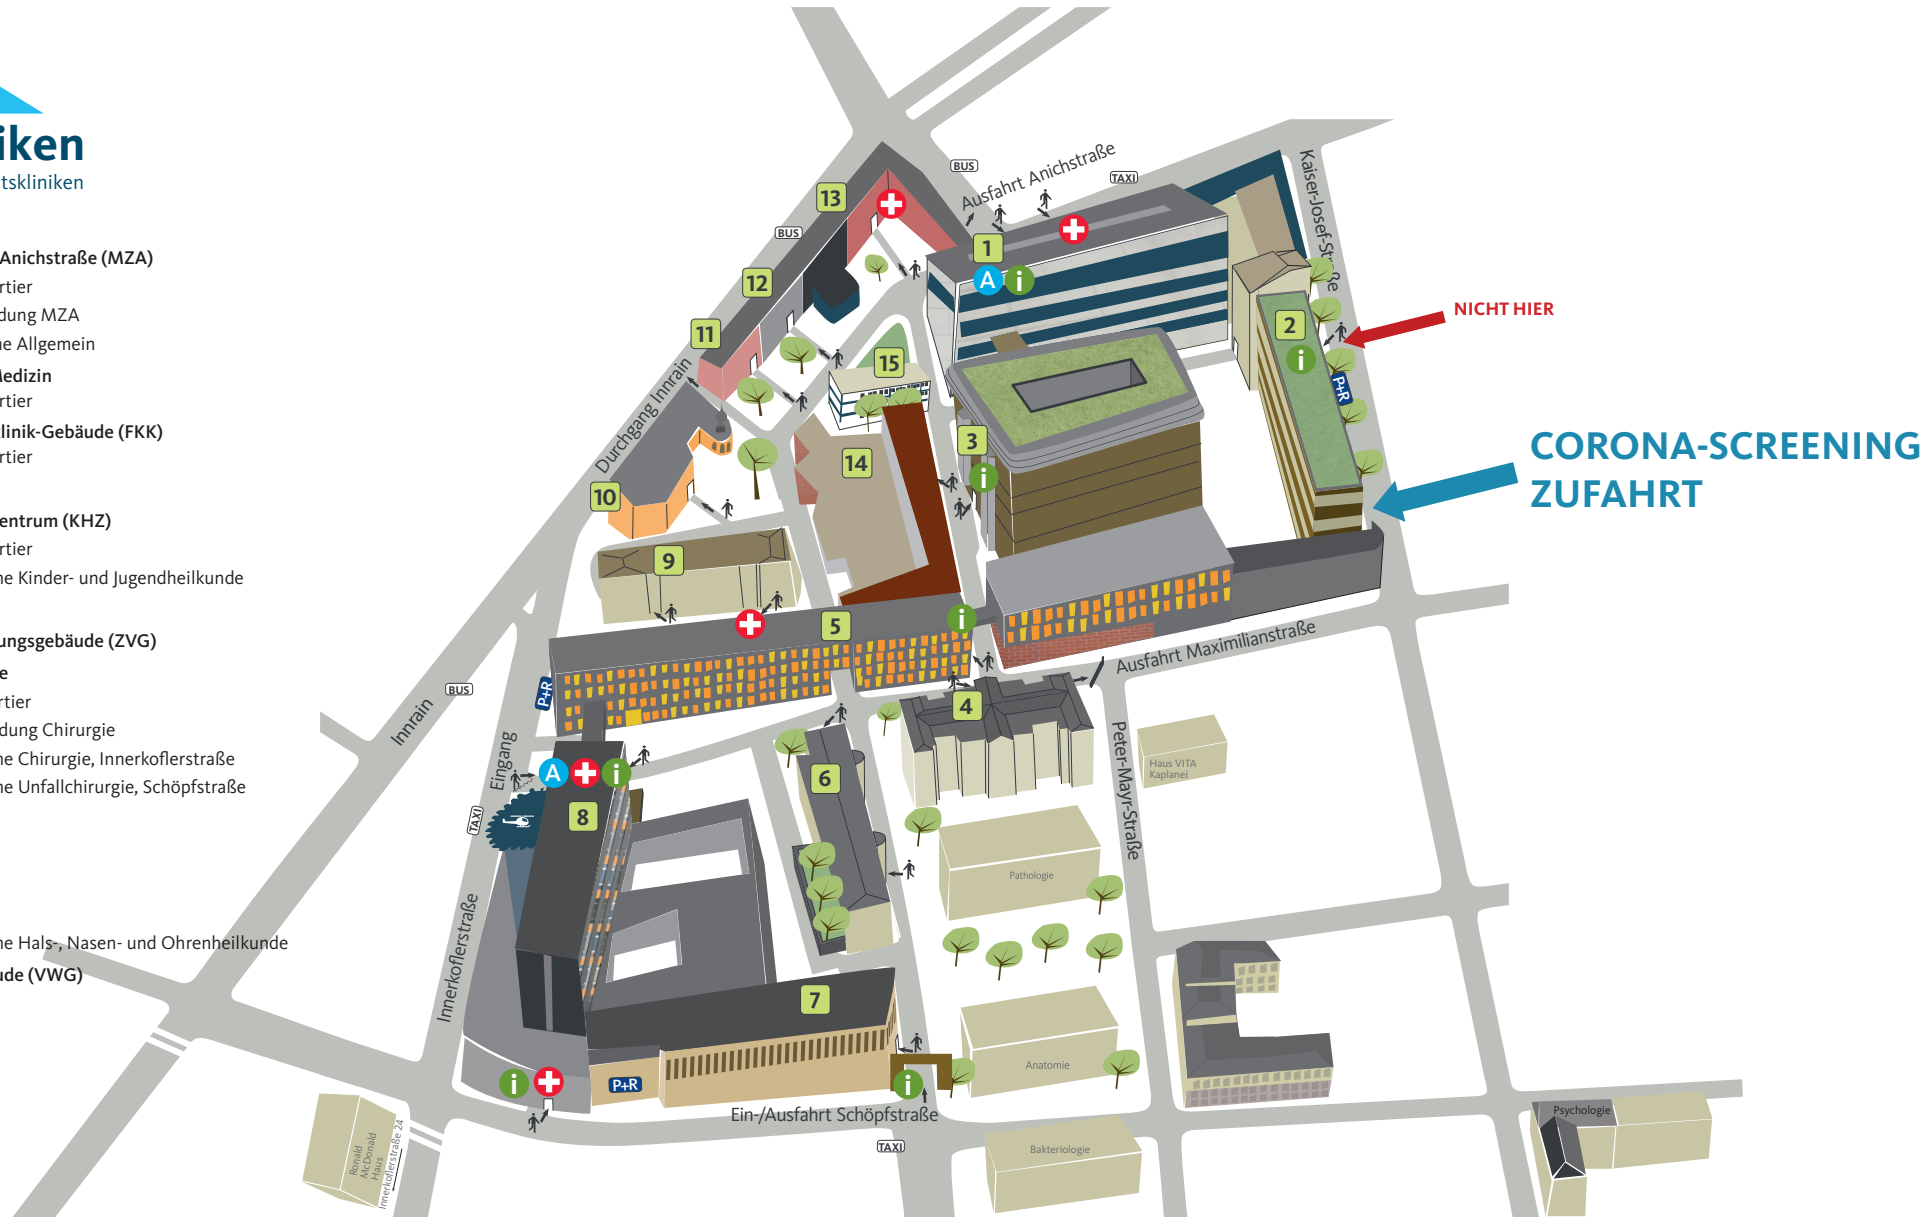 iken
tskliniken
Anichstraße (MZA)
rtier
dung MZA
ne Allgemein
Medizin
rtier
linik-Gebäude (FKK)
rtier
entrum (KHZ)
rtier
ne Kinder- und Jugendheilkunde
ungsgebäude (ZVG)
e
rtier
dung Chirurgie
ne Chirurgie, Innerkoflerstraße
ne Unfallchirurgie, Schöpfstraße
ne Hals-, Nasen- und Ohrenheilkunde
ude (VWG)
BUS
Ausfahrt Anichstraße
TAXI
Kaiser-Josef-Straße
13
BUS
1
A i
12
11
2
i
NICHT HIER
P+R
15
Durchgang Innrain
CORONA-SCREENING
ZUFAHRT
3
i
14
10
9
5
i
Ausfahrt Maximilianstraße
P+R
BUS
Innrain
4
Eingang
A i
6
Haus VITA
Kaplanei
Peter-Mayr-Straße
8
TAXI
Pathologie
Innerkoflerstraße
7
Anatomie
i
P+R
i
Ein-/Ausfahrt Schöpfstraße
TAXI
Bakteriologie
Psychologie
Ronald
McDonald
Haus
Innerkoflerstraße 24